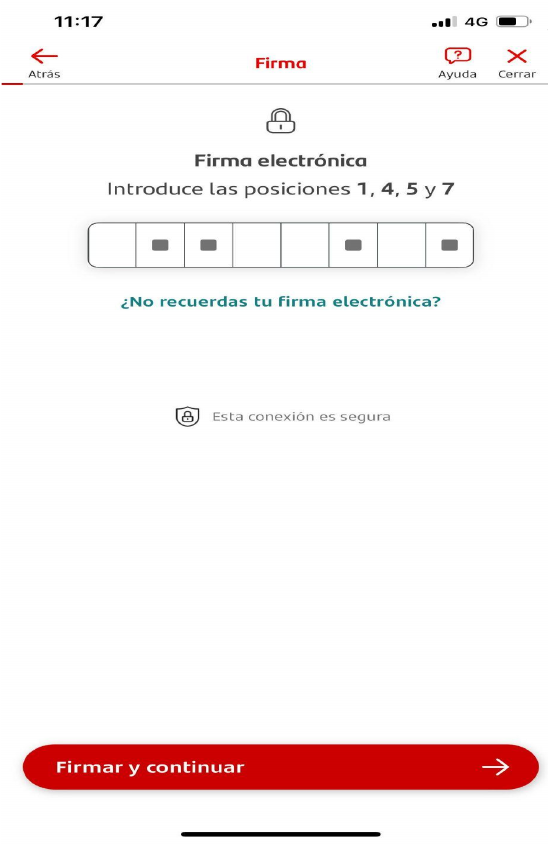 11:17
4G
Atrás
Firma
Ayuda
Cerrar
Firma electrónica
Introduce las posiciones 1, 4, 5 y 7
¿No recuerdas tu firma electrónica?
Esta conexión es segura
Firmar y continuar